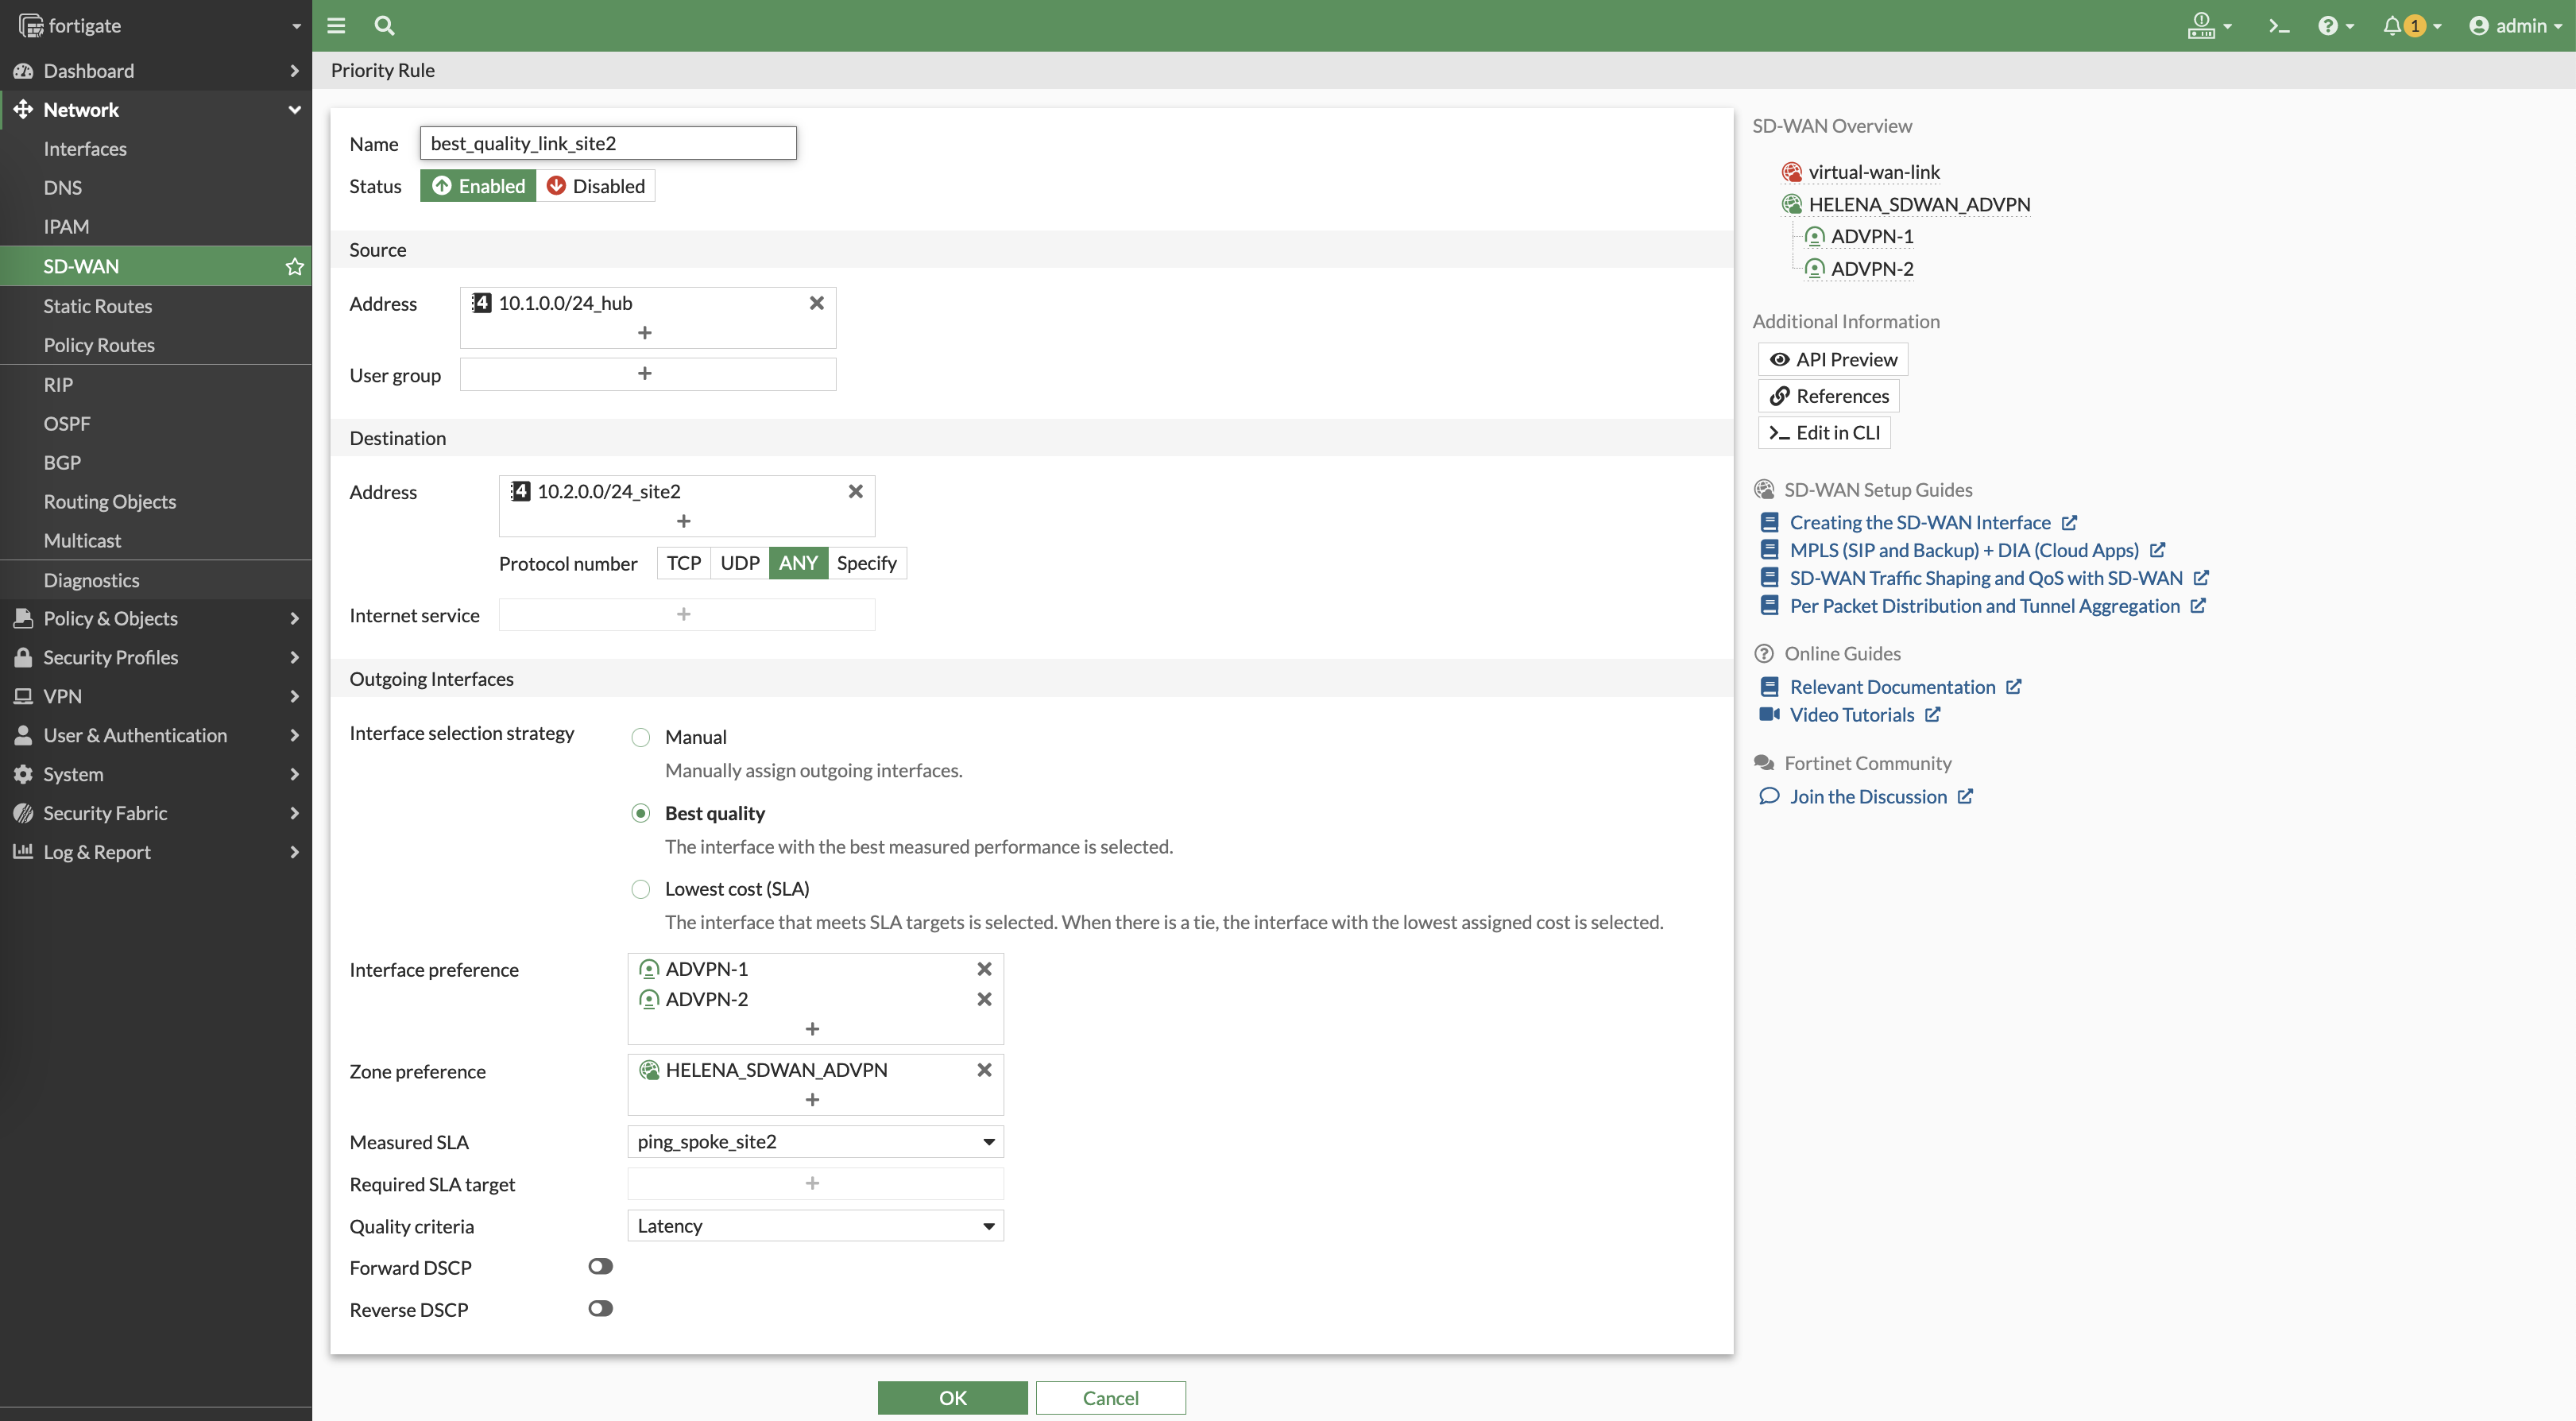 fortigate
1
admin
Dashboard
Network
Interfaces
DNS
IPAM
SD-WAN
Static Routes
Policy Routes
RIP
OSPF
BGP
Routing Objects
Multicast
Diagnostics
Policy & Objects
Security Profiles
VPN
User & Authentication
System
Security Fabric
Log & Report
Priority Rule
Name best_quality_link_site2
Status Enabled Disabled
Source
Address 4 10.1.0.0/24_hub
User group
Destination
Address 4 10.2.0.0/24_site2
Protocol number TCP UDP ANY Specify
Internet service
Outgoing Interfaces
Interface selection strategy Manual
Manually assign outgoing interfaces.
Best quality
The interface with the best measured performance is selected.
Lowest cost (SLA)
The interface that meets SLA targets is selected. When there is a tie, the interface with the lowest assigned cost is selected.
Interface preference ADVPN-1
ADVPN-2
Zone preference HELENA_SDWAN_ADVPN
Measured SLA ping_spoke_site2
Required SLA target
Quality criteria Latency
Forward DSCP
Reverse DSCP
OK Cancel
SD-WAN Overview
virtual-wan-link
HELENA_SDWAN_ADVPN
ADVPN-1
ADVPN-2
Additional Information
API Preview
References
Edit in CLI
SD-WAN Setup Guides
Creating the SD-WAN Interface
MPLS (SIP and Backup) + DIA (Cloud Apps)
SD-WAN Traffic Shaping and QoS with SD-WAN
Per Packet Distribution and Tunnel Aggregation
Online Guides
Relevant Documentation
Video Tutorials
Fortinet Community
Join the Discussion